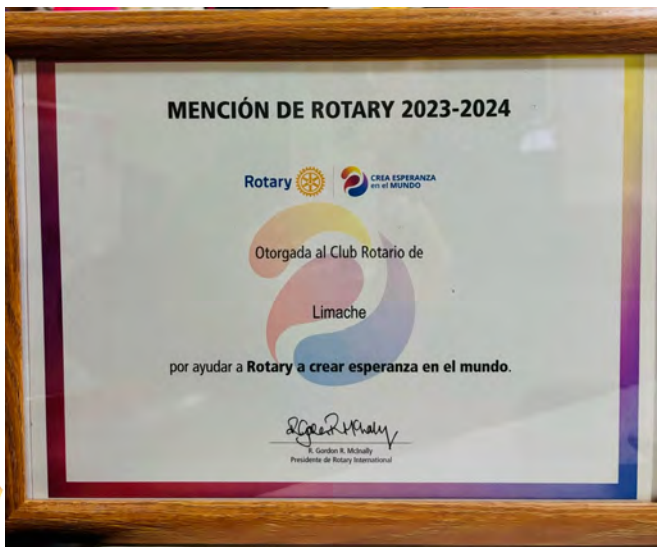 MENCIÓN DE ROTARY 2023-2024
Rotary
CREA ESPERANZA
en el MUNDO
Otorgada al Club Rotario de
Limache
por ayudar a Rotary a crear esperanza en el mundo.
R. Gordon R. McInally
Presidente de Rotary International